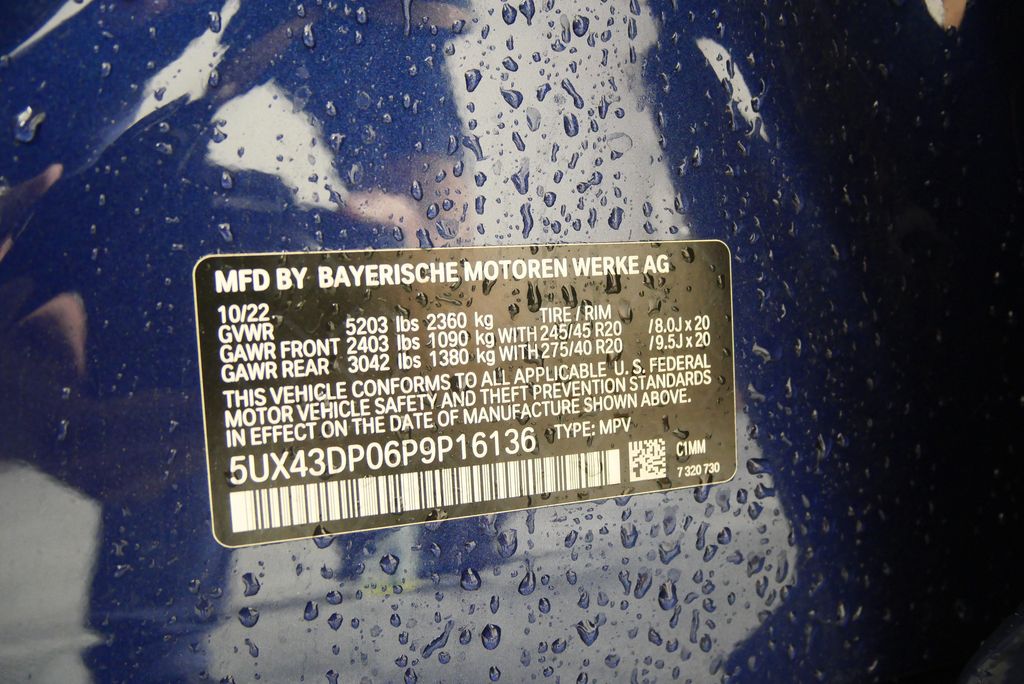 MFD BY BAYERISCHE MOTOREN WERKE AG
10/22 TIRE / RIM
GVWR 5203 lbs 2360 kg
GAWR FRONT 2403 lbs 1090 kg WITH 245/45 R20 / 8.0J x 20
GAWR REAR 3042 lbs 1380 kg WITH 275/40 R20 / 9.5J x 20
THIS VEHICLE CONFORMS TO ALL APPLICABLE U. S. FEDERAL
MOTOR VEHICLE SAFETY AND THEFT PREVENTION STANDARDS
IN EFFECT ON THE DATE OF MANUFACTURE SHOWN ABOVE.
5UX43DP06P9P16136 TYPE: MPV
C1MM
7 320 730